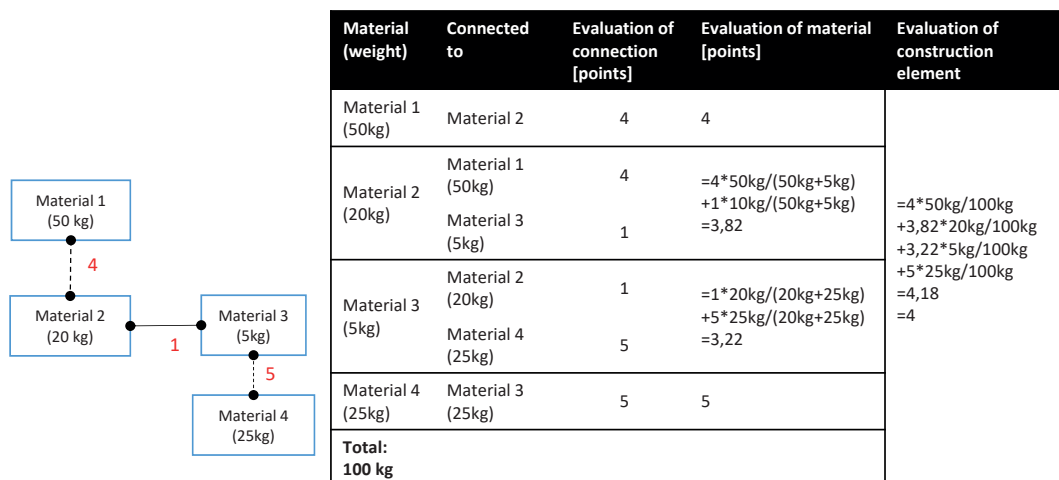 Material 1
(50 kg)
4
Material 2
(20 kg)
1
Material 3
(5kg)
5
Material 4
(25kg)
Material
(weight)
Connected
to
Evaluation of
connection
[points]
Evaluation of material
[points]
Evaluation of
construction
element
Material 1
(50kg)
Material 2
4
4
Material 2
(20kg)
Material 1
(50kg)
4
Material 3
(5kg)
1
=4*50kg/(50kg+5kg)
+1*10kg/(50kg+5kg)
=3,82
Material 3
(5kg)
Material 2
(20kg)
1
Material 4
(25kg)
5
=1*20kg/(20kg+25kg)
+5*25kg/(20kg+25kg)
=3,22
Material 4
(25kg)
Material 3
(25kg)
5
5
=4*50kg/100kg
+3,82*20kg/100kg
+3,22*5kg/100kg
+5*25kg/100kg
=4,18
=4
Total:
100 kg